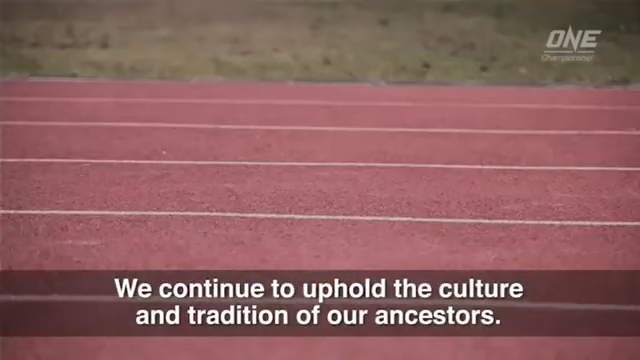 ONE
Championship
We continue to uphold the culture
and tradition of our ancestors.